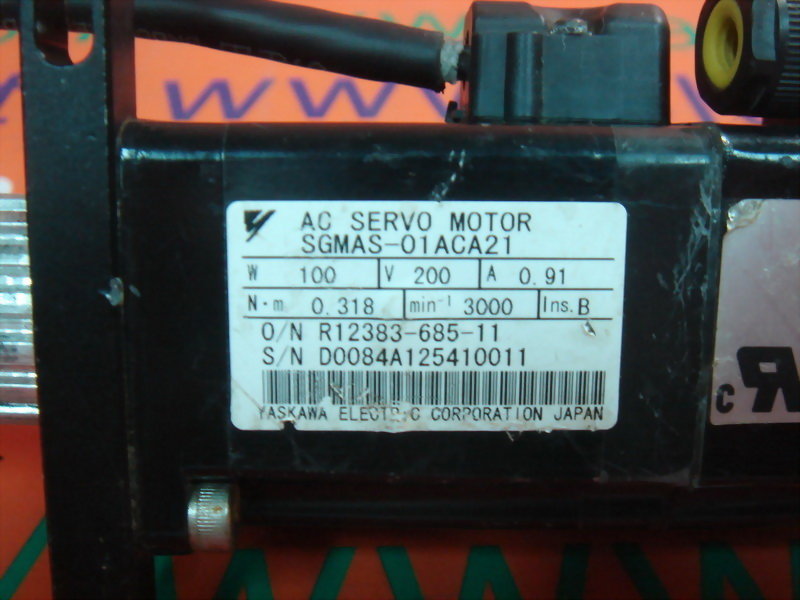 AC SERVO MOTOR
SGMAS-01ACA21
W 100 V 200 A 0.91
N·m 0.318 min⁻¹ 3000 Ins. B
O/N R12383-685-11
S/N D0084A125410011
YASKAWA ELECTRIC CORPORATION JAPAN
c